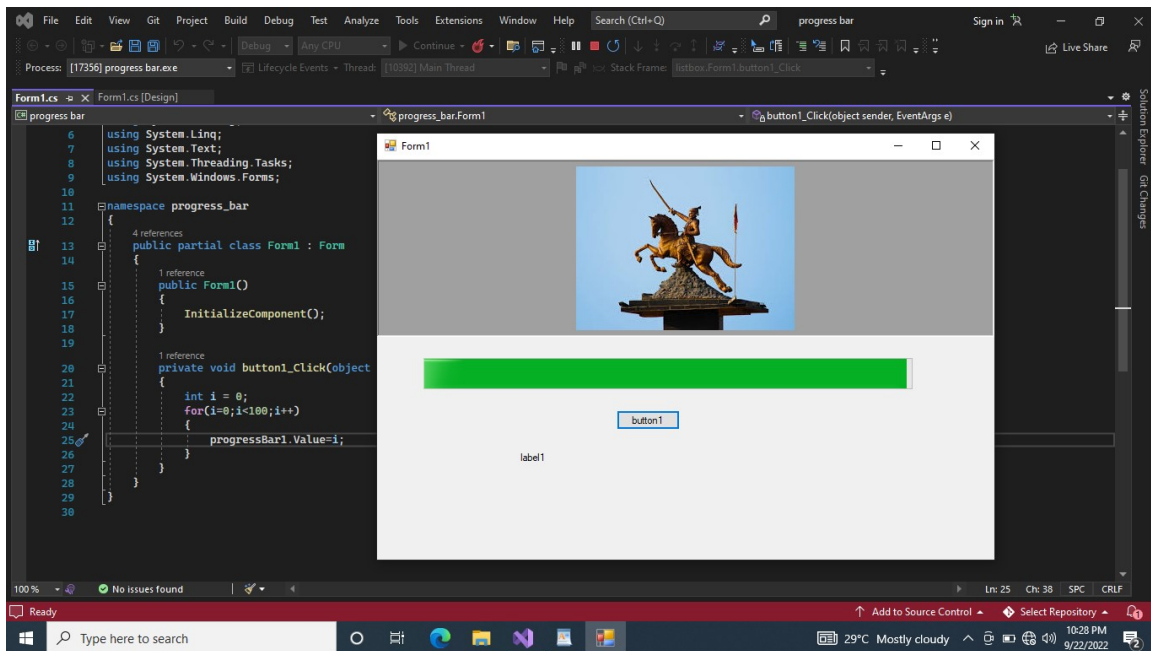 File Edit View Git Project Build Debug Test Analyze Tools Extensions Window Help Search (Ctrl+Q) progress bar Sign in
Debug Any CPU Continue Live Share
Process: [17356] progress bar.exe Lifecycle Events Thread: [10392] Main Thread Stack Frame: listbox.Form1.button1_Click
Form1.cs Form1.cs [Design]
C# progress bar progress_bar.Form1 button1_Click(object sender, EventArgs e)
6 using System.Linq;
7 using System.Text;
8 using System.Threading.Tasks;
9 using System.Windows.Forms;
10
11 namespace progress_bar
12 {
4 references
13 public partial class Form1 : Form
14 {
1 reference
15 public Form1()
16 {
17 InitializeComponent();
18 }
19
1 reference
20 private void button1_Click(object
21 {
22 int i = 0;
23 for(i=0;i<100;i++)
24 {
25 progressBar1.Value=i;
26 }
27 }
28 }
29 }
30
Form1
button1
label1
Solution Explorer
Git Changes
100 % No issues found Ln: 25 Ch: 38 SPC CRLF
Ready Add to Source Control Select Repository
Type here to search 29°C Mostly cloudy 10:28 PM
9/22/2022